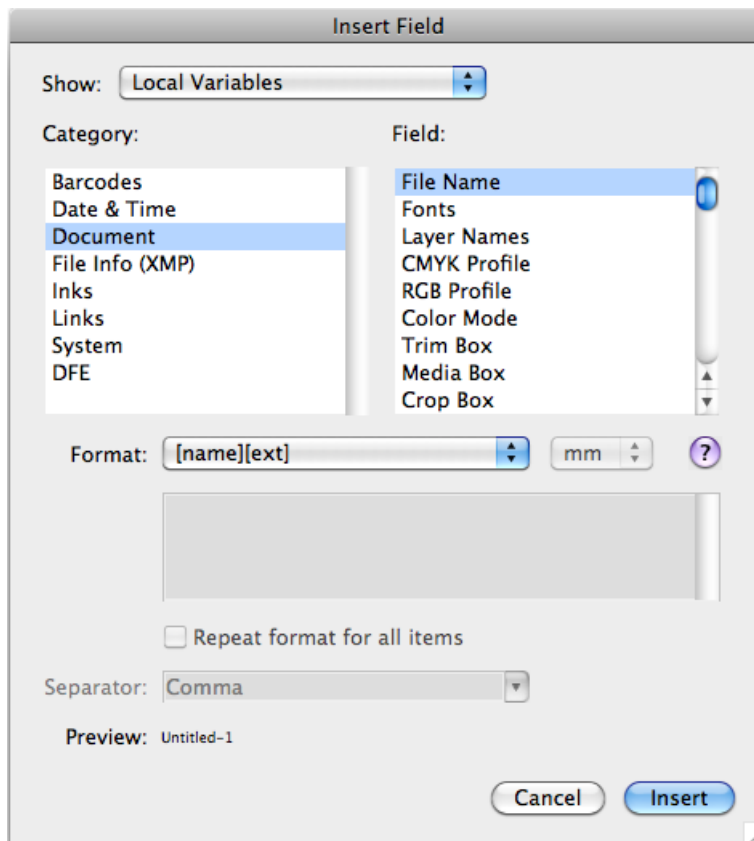 Insert Field
Show: Local Variables
Category: Field:
Barcodes
Date & Time
Document
File Info (XMP)
Inks
Links
System
DFE
File Name
Fonts
Layer Names
CMYK Profile
RGB Profile
Color Mode
Trim Box
Media Box
Crop Box
Format: [name][ext] mm ?
Repeat format for all items
Separator: Comma
Preview: Untitled-1
Cancel Insert